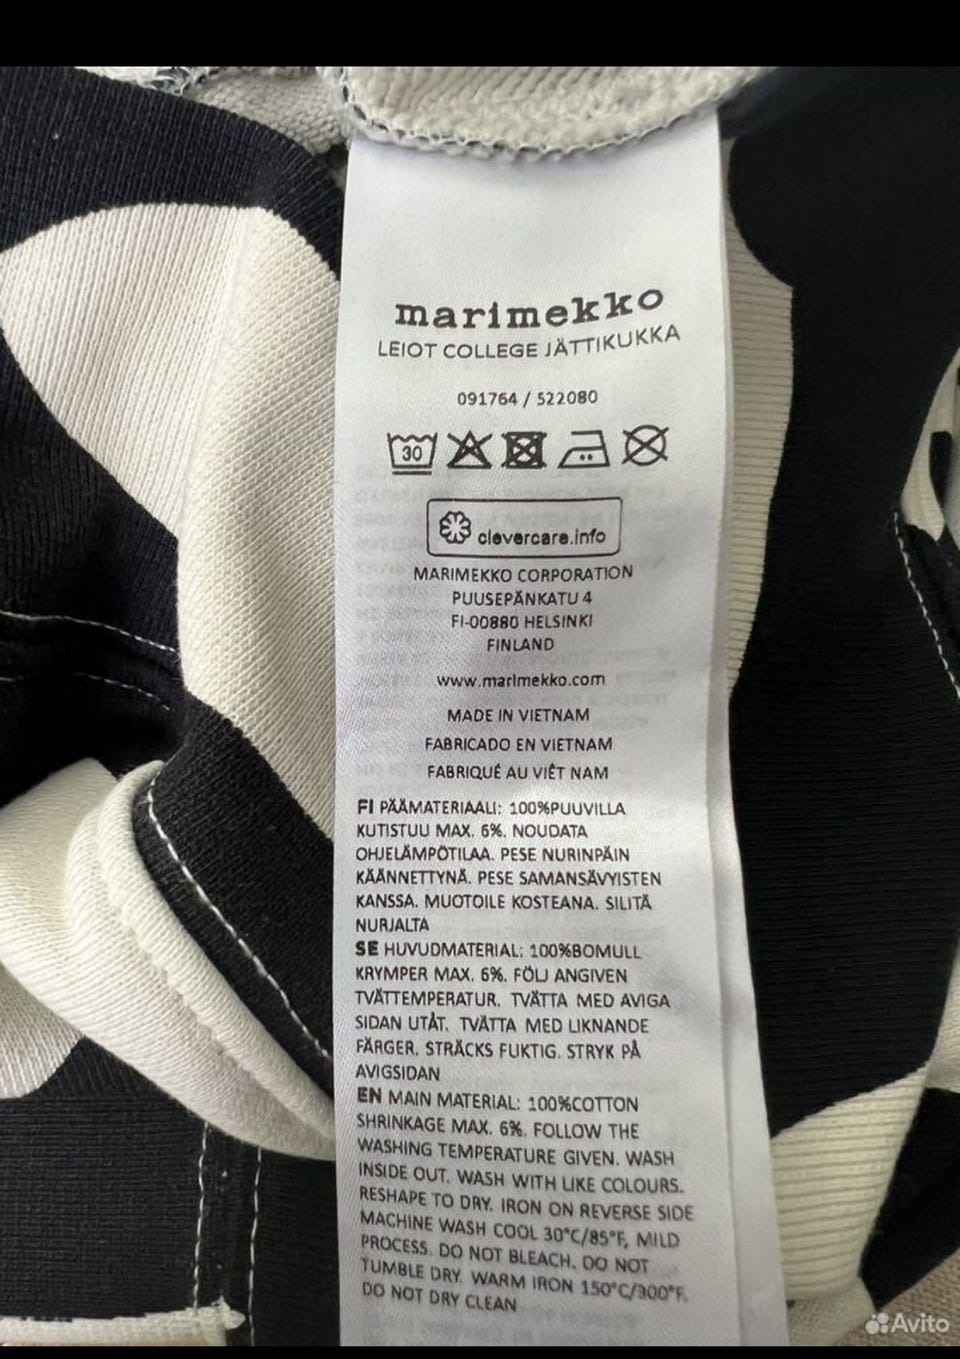 marimekko
LEIOT COLLEGE JÄTTIKUKKA
091764 / 522080
30
clevercare.info
MARIMEKKO CORPORATION
PUUSEPÄNKATU 4
FI-00880 HELSINKI
FINLAND
www.marimekko.com
MADE IN VIETNAM
FABRICADO EN VIETNAM
FABRIQUÉ AU VIÊT NAM
FI PÄÄMATERIAALI: 100%PUUVILLA
KUTISTUU MAX. 6%. NOUDATA
OHJELÄMPÖTILAA. PESE NURINPÄIN
KÄÄNNETTYNÄ. PESE SAMANSÄVYISTEN
KANSSA. MUOTOILE KOSTEANA. SILITÄ
NURJALTA
SE HUVUDMATERIAL: 100%BOMULL
KRYMPER MAX. 6%. FÖLJ ANGIVEN
TVÄTTEMPERATUR. TVÄTTA MED AVIGA
SIDAN UTÅT. TVÄTTA MED LIKNANDE
FÄRGER. STRÄCKS FUKTIG. STRYK PÅ
AVIGSIDAN
EN MAIN MATERIAL: 100%COTTON
SHRINKAGE MAX. 6%. FOLLOW THE
WASHING TEMPERATURE GIVEN. WASH
INSIDE OUT. WASH WITH LIKE COLOURS.
RESHAPE TO DRY. IRON ON REVERSE SIDE
MACHINE WASH COOL 30°C/85°F, MILD
PROCESS. DO NOT BLEACH. DO NOT
TUMBLE DRY. WARM IRON 150°C/300°F.
DO NOT DRY CLEAN
Avito